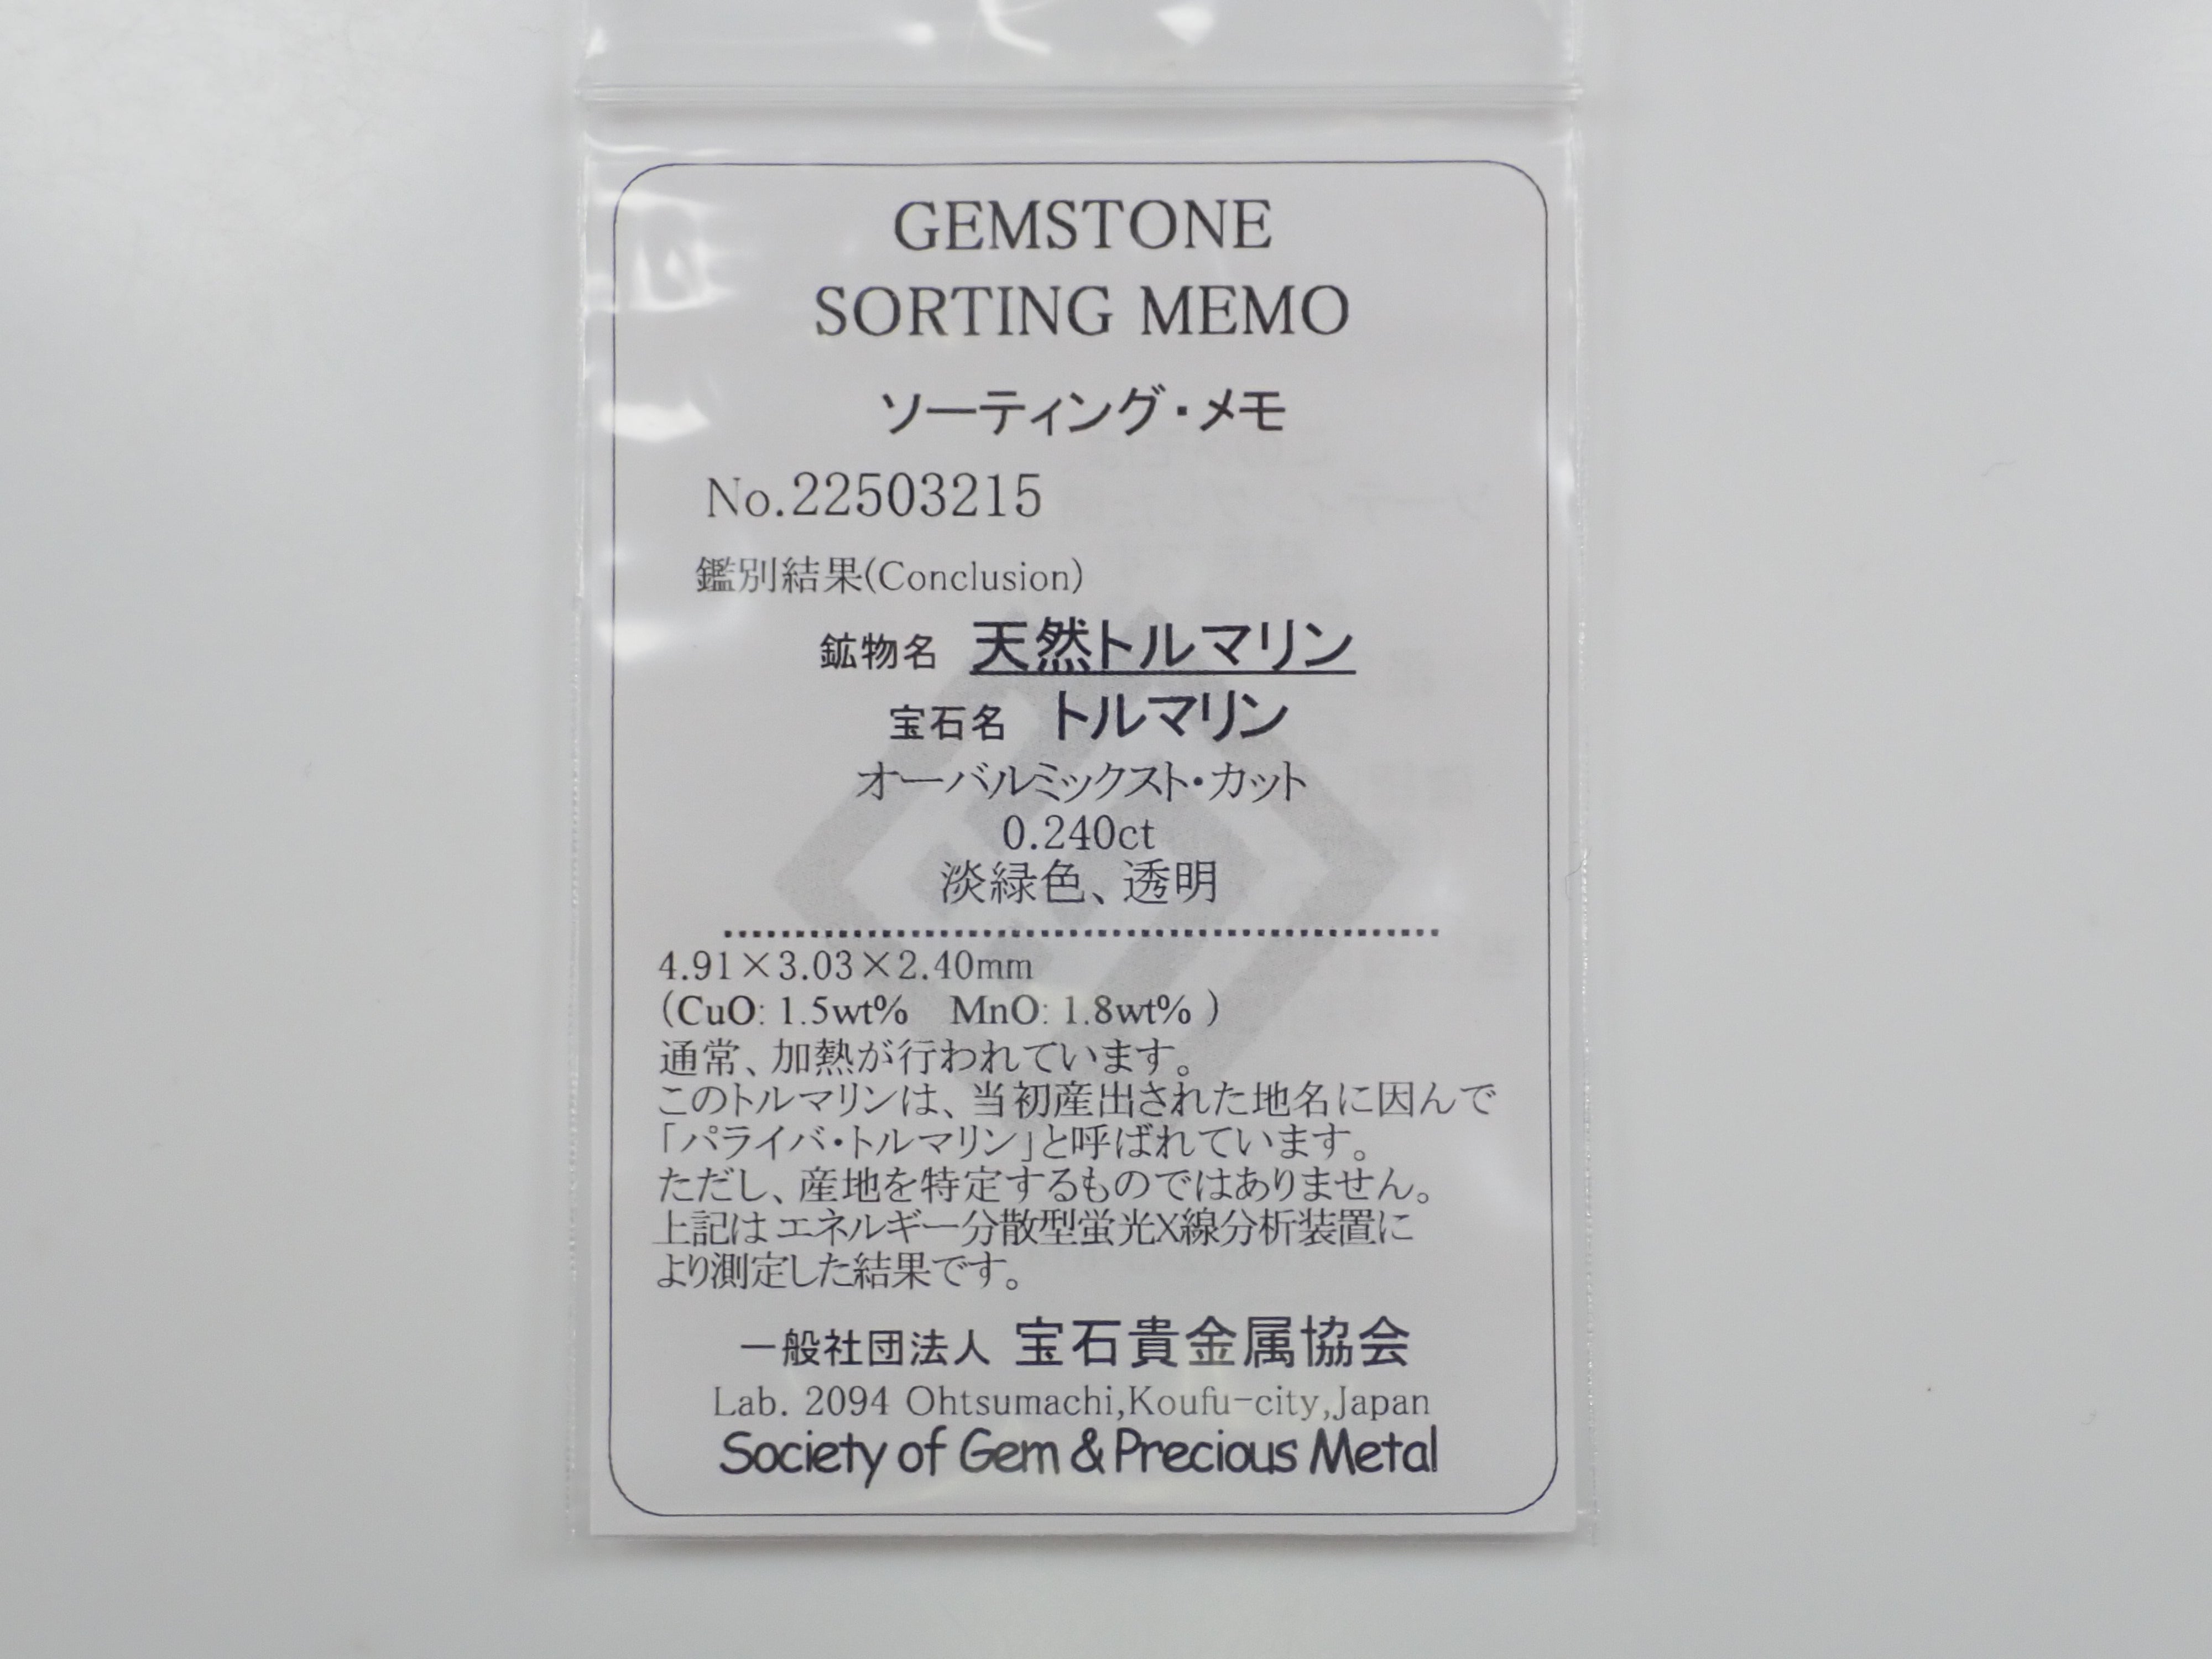 GEMSTONE
SORTING MEMO
ソーティング・メモ
No.22503215
鑑別結果(Conclusion)
鉱物名 天然トルマリン
宝石名 トルマリン
オーバルミックスト・カット
0.240ct
淡緑色、透明
4.91×3.03×2.40mm
(CuO: 1.5wt% MnO: 1.8wt% )
通常、加熱が行われています。
このトルマリンは、当初産出された地名に因んで
「パライバ・トルマリン」と呼ばれています。
ただし、産地を特定するものではありません。
上記はエネルギー分散型蛍光X線分析装置に
より測定した結果です。
一般社団法人 宝石貴金属協会
Lab. 2094 Ohtsumachi,Koufu-city,Japan
Society of Gem & Precious Metal